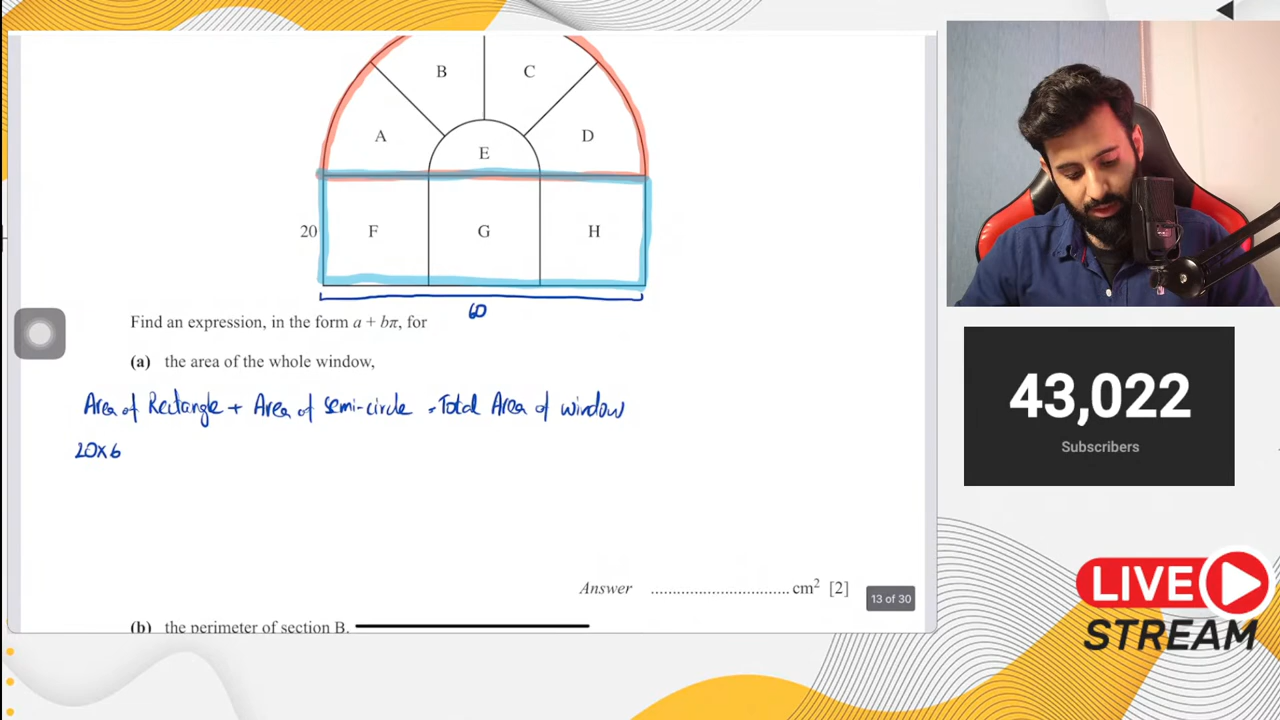 B C
A D
E
20 F G H
60
Find an expression, in the form a + bπ, for
(a) the area of the whole window,
Area of Rectangle + Area of semi-circle = Total Area of window
20×6
Answer .............................. cm² [2]
13 of 30
(b) the perimeter of section B.
43,022
Subscribers
LIVE
STREAM